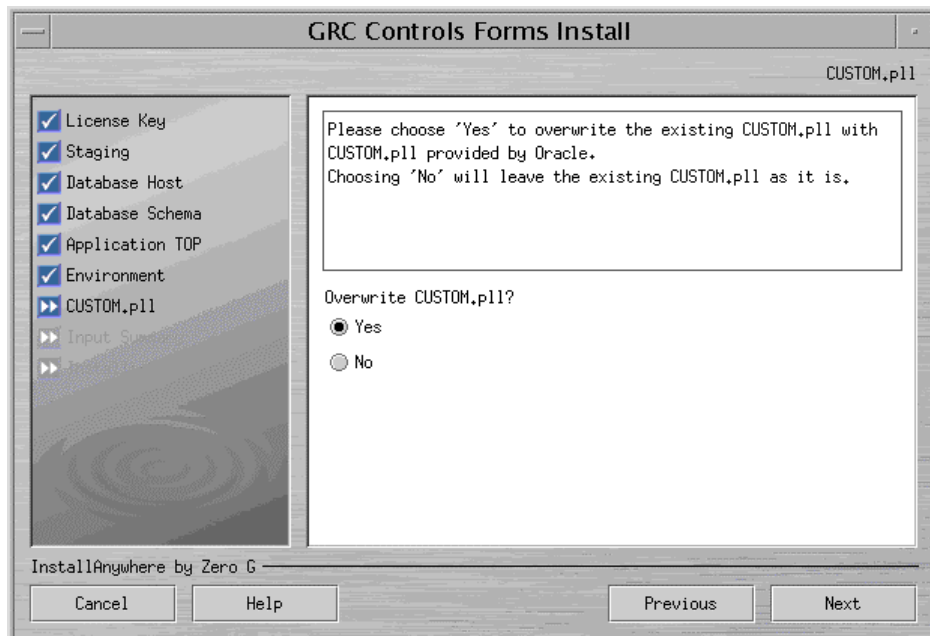 GRC Controls Forms Install
CUSTOM.pll
License Key
Staging
Database Host
Database Schema
Application TOP
Environment
CUSTOM.pll
Input Summary
Please choose 'Yes' to overwrite the existing CUSTOM.pll with
CUSTOM.pll provided by Oracle.
Choosing 'No' will leave the existing CUSTOM.pll as it is.
Overwrite CUSTOM.pll?
Yes
No
InstallAnywhere by Zero G
Cancel
Help
Previous
Next